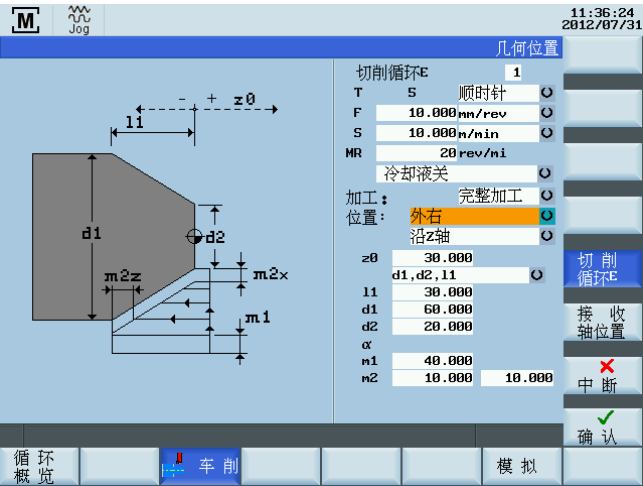 M
Jog
11:36:24
2012/07/31
几何位置
切削循环E 1
T 5 顺时针
F 10.000 mm/rev
S 10.000 m/min
MR 20 rev/mi
冷却液关
加工: 完整加工
位置: 外右
沿Z轴
z0 30.000
d1,d2,l1
l1 30.000
d1 60.000
d2 20.000
α
m1 40.000
m2 10.000 10.000
- + z0
l1
d1
d2
m2z
m2x
m1
切 削
循环E
接 收
轴位置
中 断
确 认
循 环
概 览
车 削
模 拟